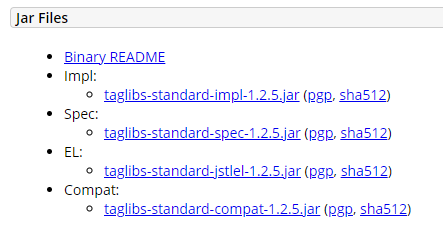 Jar Files
Binary README
Impl:
taglibs-standard-impl-1.2.5.jar (pgp, sha512)
Spec:
taglibs-standard-spec-1.2.5.jar (pgp, sha512)
EL:
taglibs-standard-jstlel-1.2.5.jar (pgp, sha512)
Compat:
taglibs-standard-compat-1.2.5.jar (pgp, sha512)